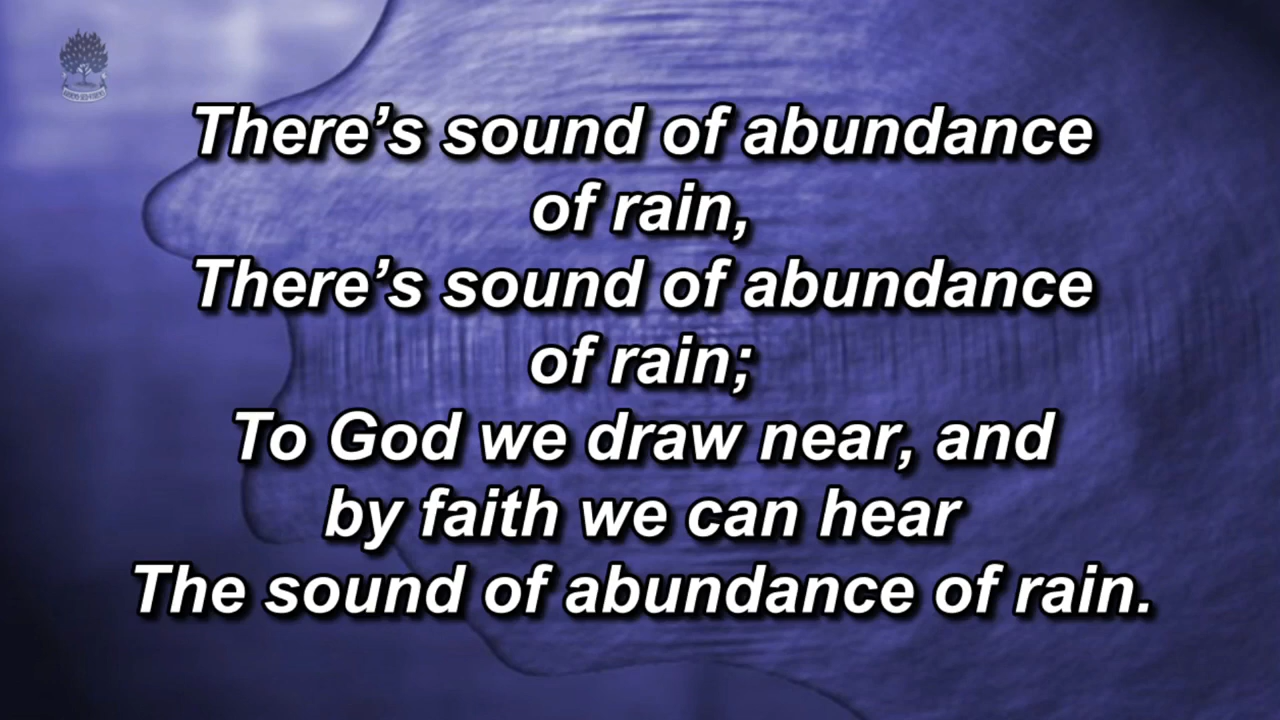 There’s sound of abundance
of rain,
There’s sound of abundance
of rain;
To God we draw near, and
by faith we can hear
The sound of abundance of rain.